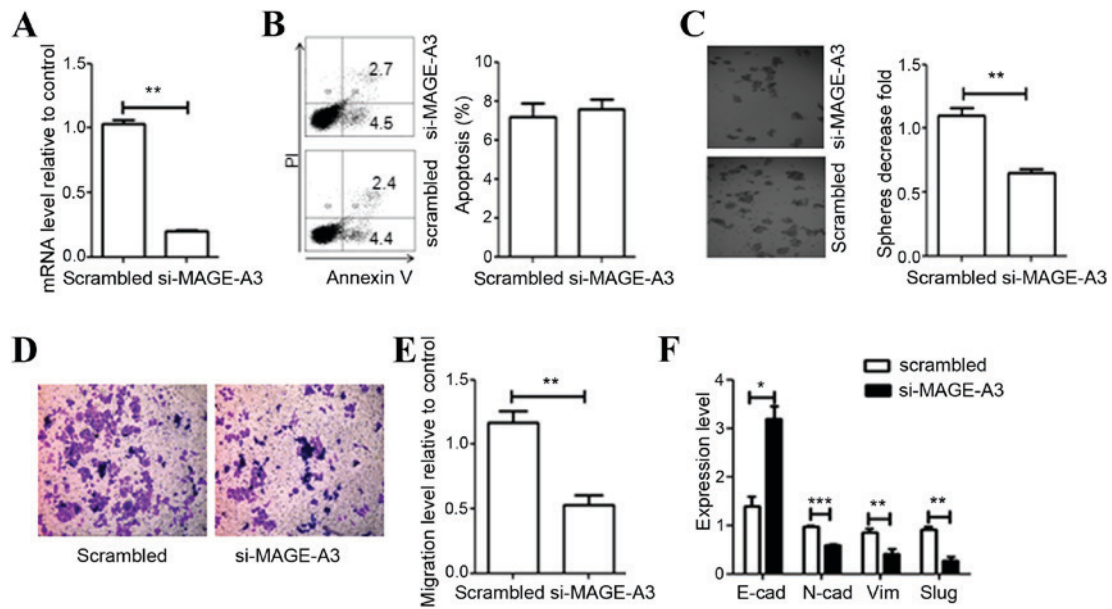 A
mRNA level relative to control
1.5
1.0
0.5
0.0
**
Scrambled si-MAGE-A3
B
PI
2.7
4.5
si-MAGE-A3
2.4
4.4
scrambled
Annexin V
Apoptosis (%)
10
8
6
4
2
0
Scrambled si-MAGE-A3
C
si-MAGE-A3
Scrambled
Spheres decrease fold
1.5
1.0
0.5
0.0
**
Scrambled si-MAGE-A3
D
Scrambled
si-MAGE-A3
E
Migration level relative to control
1.5
1.0
0.5
0.0
**
Scrambled si-MAGE-A3
F
scrambled
si-MAGE-A3
Expression level
4
3
2
1
0
*
***
**
**
E-cad N-cad Vim Slug